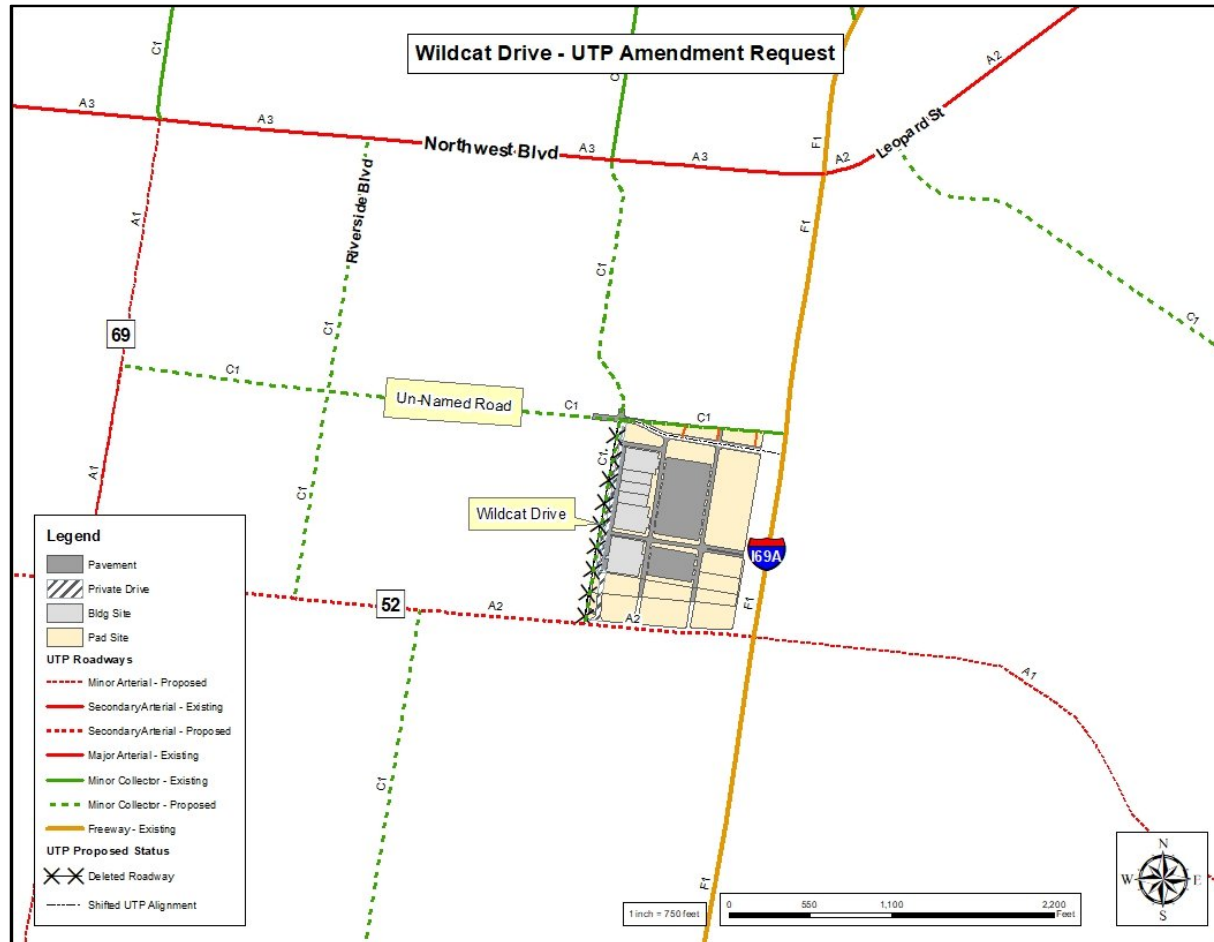 Wildcat Drive - UTP Amendment Request
C1
C
A2
A3
A3
Northwest Blvd
A3
A3
F1
A2
Leopard St
A1
Riverside Blvd
C1
F1
C1
69
C1
C1
Un-Named Road
C1
C1
A1
C1
C1
Wildcat Drive
I69A
52
A2
A2
F1
A1
C1
F1
Legend
Pavement
Private Drive
Bldg Site
Pad Site
UTP Roadways
Minor Arterial - Proposed
Secondary Arterial - Existing
Secondary Arterial - Proposed
Major Arterial - Existing
Minor Collector - Existing
Minor Collector - Proposed
Freeway - Existing
UTP Proposed Status
Deleted Roadway
Shifted UTP Alignment
1 inch = 750 feet
0 550 1,100 2,200
Feet
N
W E
S